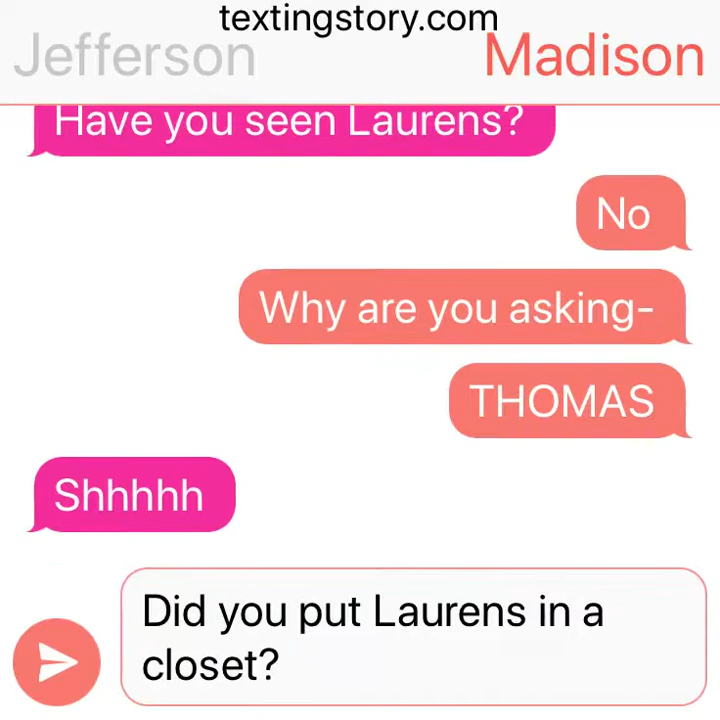 textingstory.com
Jefferson
Madison
Have you seen Laurens?
No
Why are you asking-
THOMAS
Shhhhh
Did you put Laurens in a
closet?